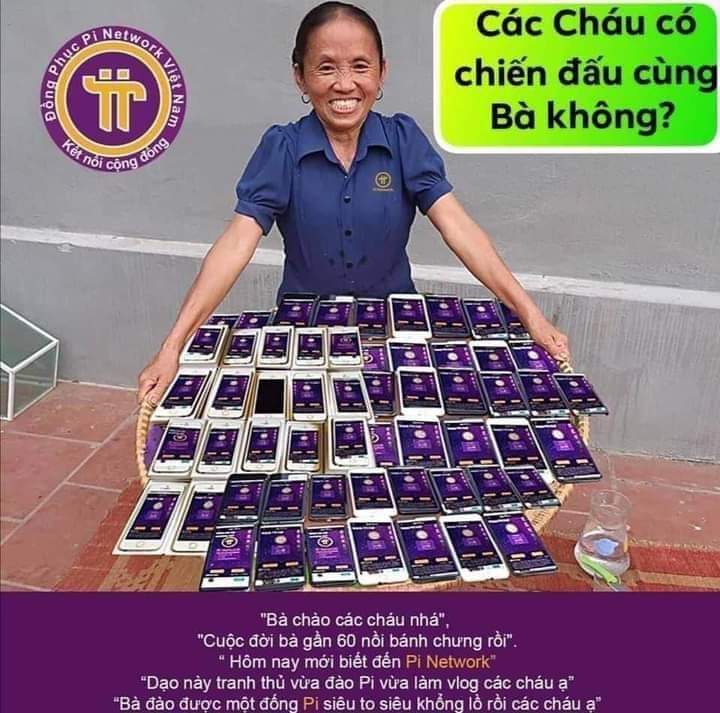 Đồng Phục Pi Network Việt Nam
Kết nối cộng đồng
Các Cháu có
chiến đấu cùng
Bà không?
"Bà chào các cháu nhá",
"Cuộc đời bà gần 60 nồi bánh chưng rồi".
“ Hôm nay mới biết đến Pi Network”
“Dạo này tranh thủ vừa đào Pi vừa làm vlog các cháu ạ”
“Bà đào được một đống Pi siêu to siêu khổng lồ rồi các cháu ạ”